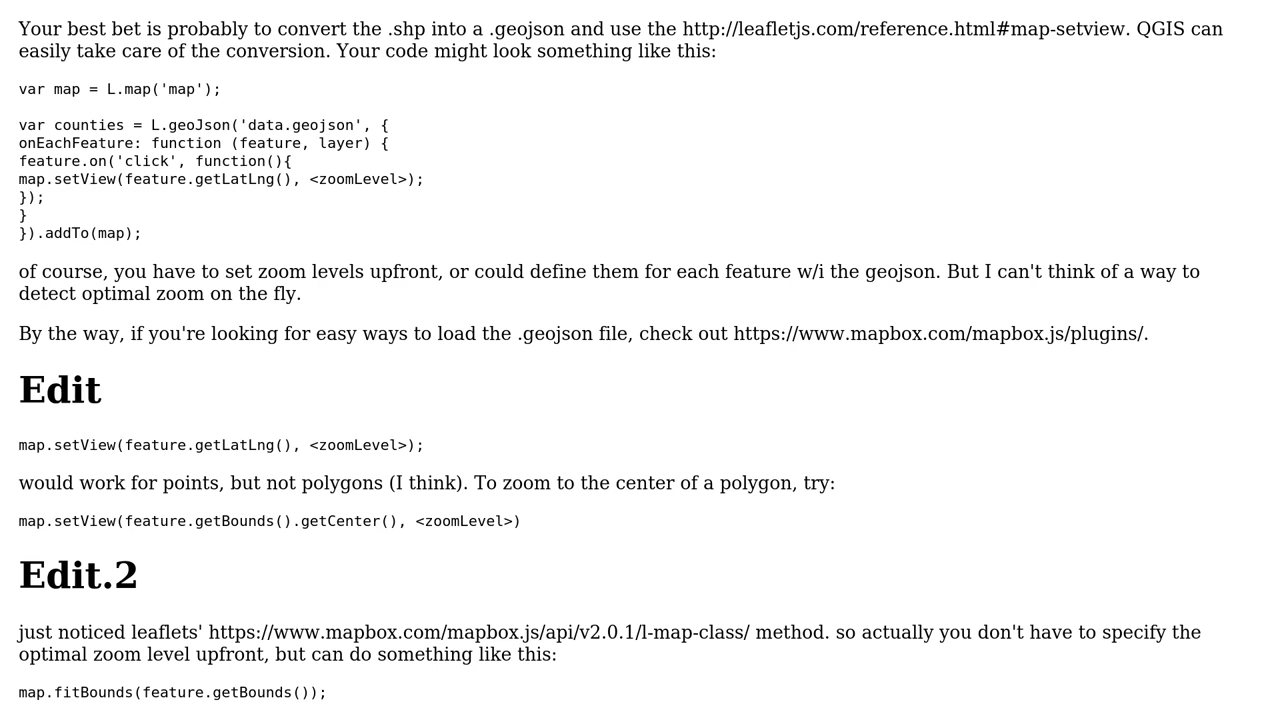 Your best bet is probably to convert the .shp into a .geojson and use the http://leafletjs.com/reference.html#map-setview. QGIS can
easily take care of the conversion. Your code might look something like this:
var map = L.map('map');
var counties = L.geoJson('data.geojson', {
onEachFeature: function (feature, layer) {
feature.on('click', function(){
map.setView(feature.getLatLng(), <zoomLevel>);
});
}
}).addTo(map);
of course, you have to set zoom levels upfront, or could define them for each feature w/i the geojson. But I can't think of a way to
detect optimal zoom on the fly.
By the way, if you're looking for easy ways to load the .geojson file, check out https://www.mapbox.com/mapbox.js/plugins/.
Edit
map.setView(feature.getLatLng(), <zoomLevel>);
would work for points, but not polygons (I think). To zoom to the center of a polygon, try:
map.setView(feature.getBounds().getCenter(), <zoomLevel>)
Edit.2
just noticed leaflets' https://www.mapbox.com/mapbox.js/api/v2.0.1/l-map-class/ method. so actually you don't have to specify the
optimal zoom level upfront, but can do something like this:
map.fitBounds(feature.getBounds());